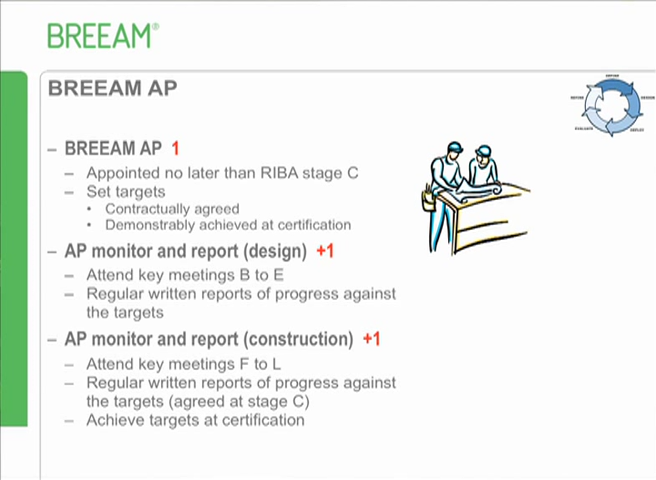 BREEAM®
BREEAM AP
– BREEAM AP 1
– Appointed no later than RIBA stage C
– Set targets
• Contractually agreed
• Demonstrably achieved at certification
– AP monitor and report (design) +1
– Attend key meetings B to E
– Regular written reports of progress against
the targets
– AP monitor and report (construction) +1
– Attend key meetings F to L
– Regular written reports of progress against
the targets (agreed at stage C)
– Achieve targets at certification